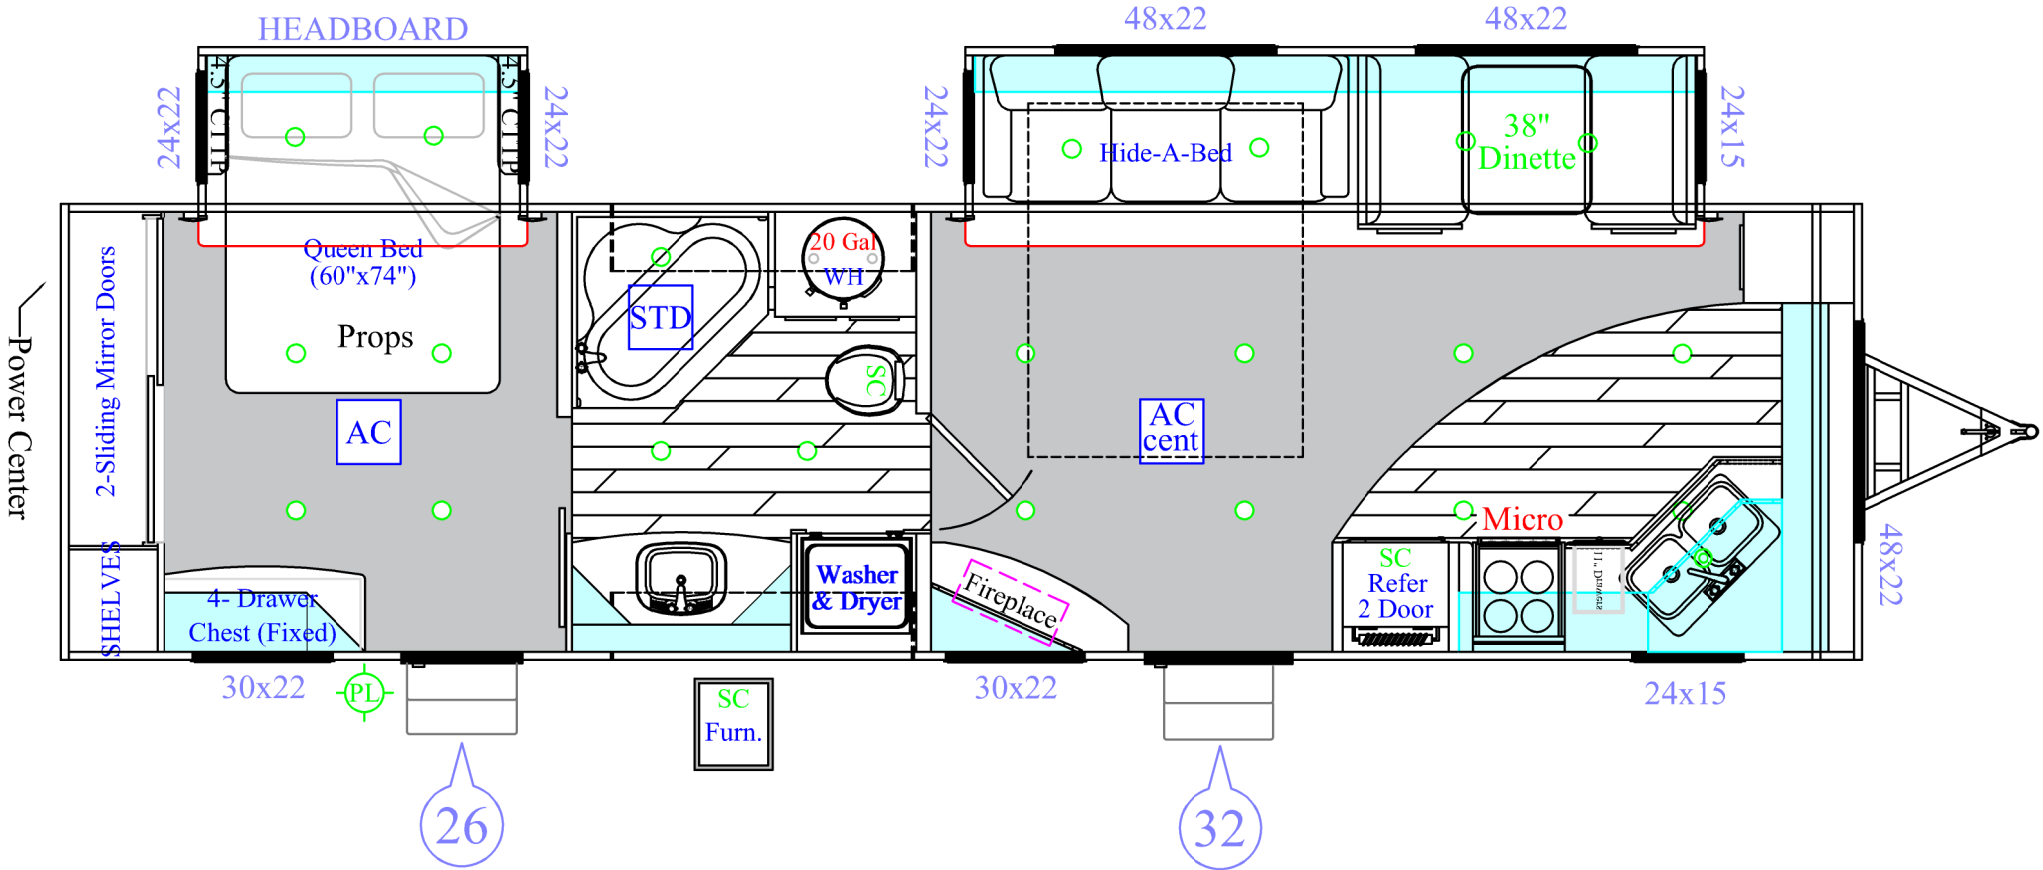 HEADBOARD
48x22
48x22
24x22
4.5" CTTP
4.5" CTTP
24x22
24x22
Hide-A-Bed
38"
Dinette
24x15
Queen Bed
(60"x74")
Props
20 Gal
WH
STD
SC
2-Sliding Mirror Doors
Power Center
AC
AC
cent
Micro
SHELVES
4- Drawer
Chest (Fixed)
Washer
& Dryer
Fireplace
SC
Refer
2 Door
48x22
30x22
PL
SC
Furn.
30x22
24x15
26
32